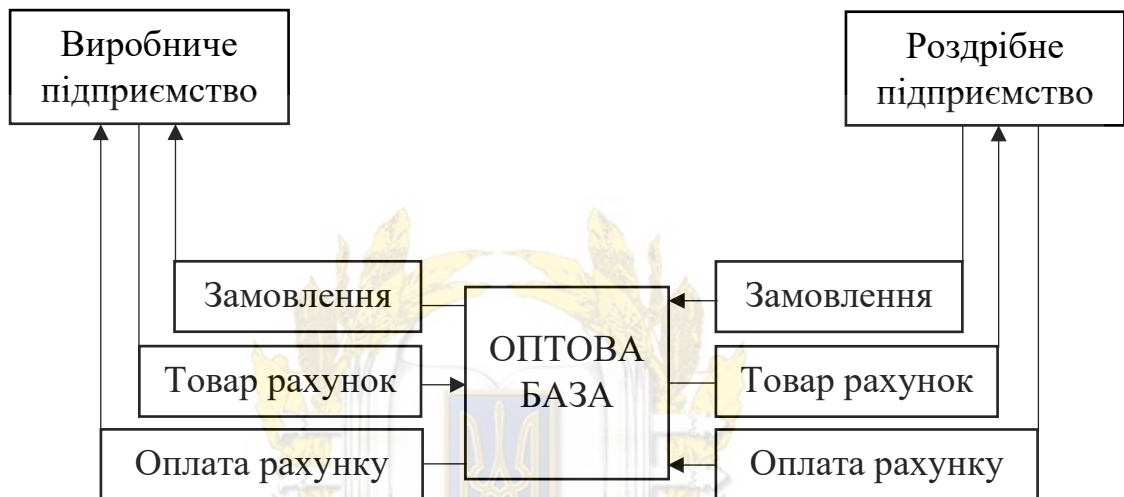 Виробниче
підприємство
Роздрібне
підприємство
Замовлення
Замовлення
ОПТОВА
БАЗА
Товар рахунок
Товар рахунок
Оплата рахунку
Оплата рахунку